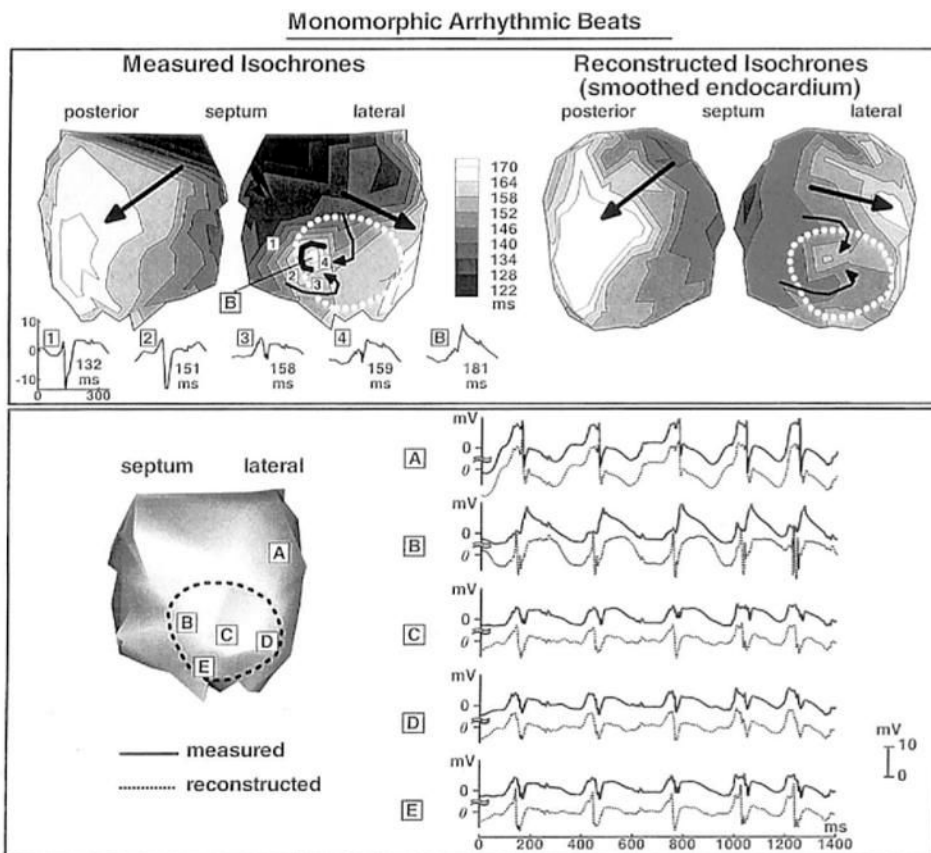 Monomorphic Arrhythmic Beats
Measured Isochrones
posterior septum lateral
Reconstructed Isochrones
(smoothed endocardium)
posterior septum lateral
170
164
158
152
146
140
134
128
122
ms
1
2
3
4
B
1
2
3
4
B
10
0
-10
0 300
132
ms
151
ms
158
ms
159
ms
181
ms
septum lateral
A
B
C
D
E
measured
reconstructed
A
mV
0
0
B
mV
0
0
C
mV
0
0
D
mV
0
0
E
mV
0
0
mV
10
0
ms
0 200 400 600 800 1000 1200 1400